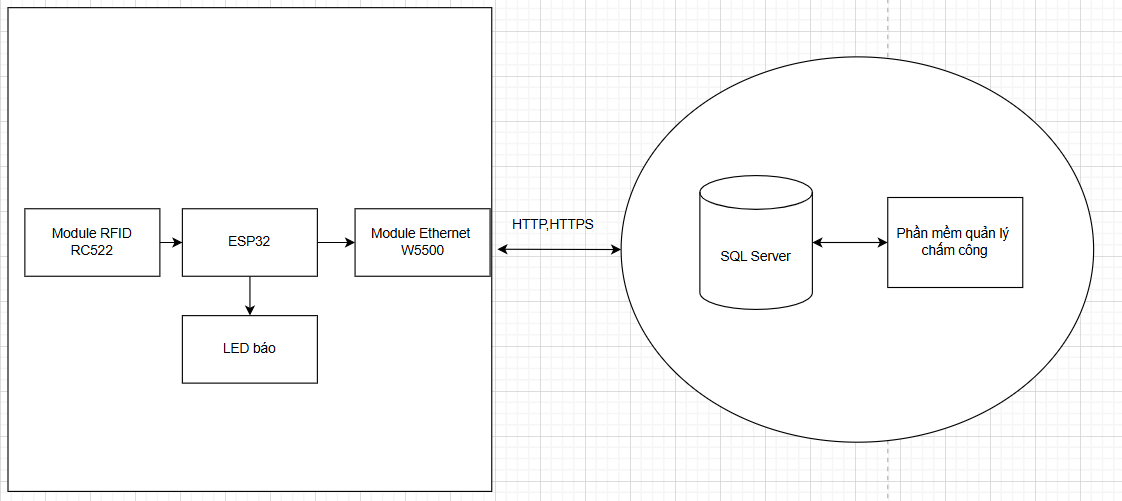 Module RFID
RC522
ESP32
Module Ethernet
W5500
LED báo
HTTP,HTTPS
SQL Server
Phần mềm quản lý
chấm công